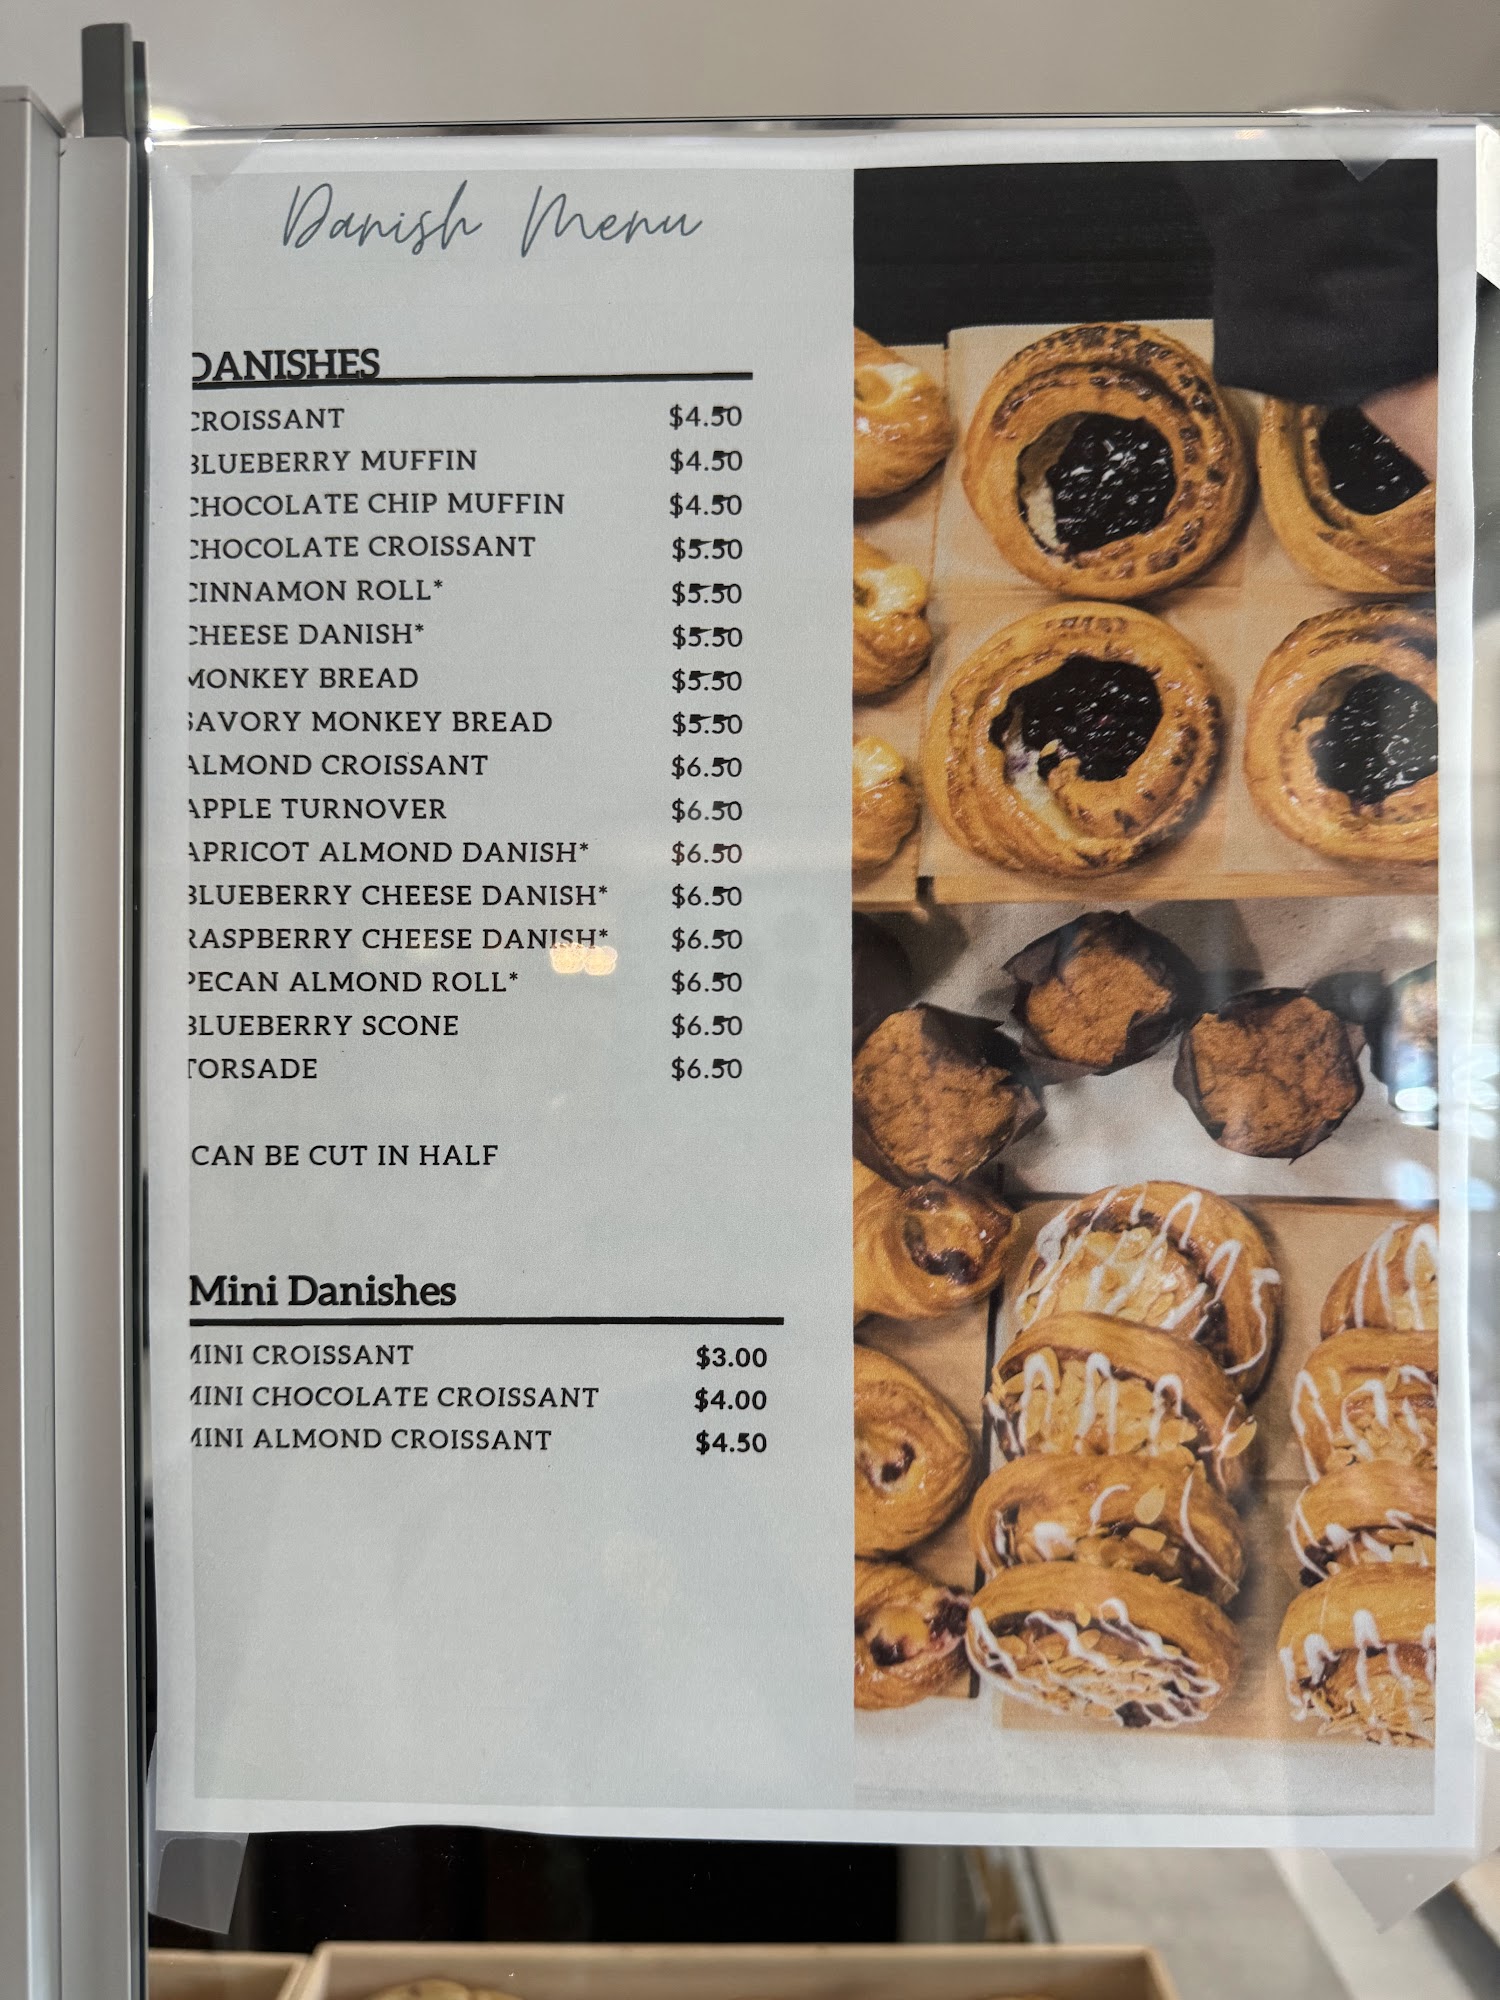 Danish Menu
DANISHES
CROISSANT $4.50
BLUEBERRY MUFFIN $4.50
CHOCOLATE CHIP MUFFIN $4.50
CHOCOLATE CROISSANT $5.50
CINNAMON ROLL* $5.50
CHEESE DANISH* $5.50
MONKEY BREAD $5.50
SAVORY MONKEY BREAD $5.50
ALMOND CROISSANT $6.50
APPLE TURNOVER $6.50
APRICOT ALMOND DANISH* $6.50
BLUEBERRY CHEESE DANISH* $6.50
RASPBERRY CHEESE DANISH* $6.50
PECAN ALMOND ROLL* $6.50
BLUEBERRY SCONE $6.50
TORSADE $6.50
CAN BE CUT IN HALF
Mini Danishes
MINI CROISSANT $3.00
MINI CHOCOLATE CROISSANT $4.00
MINI ALMOND CROISSANT $4.50